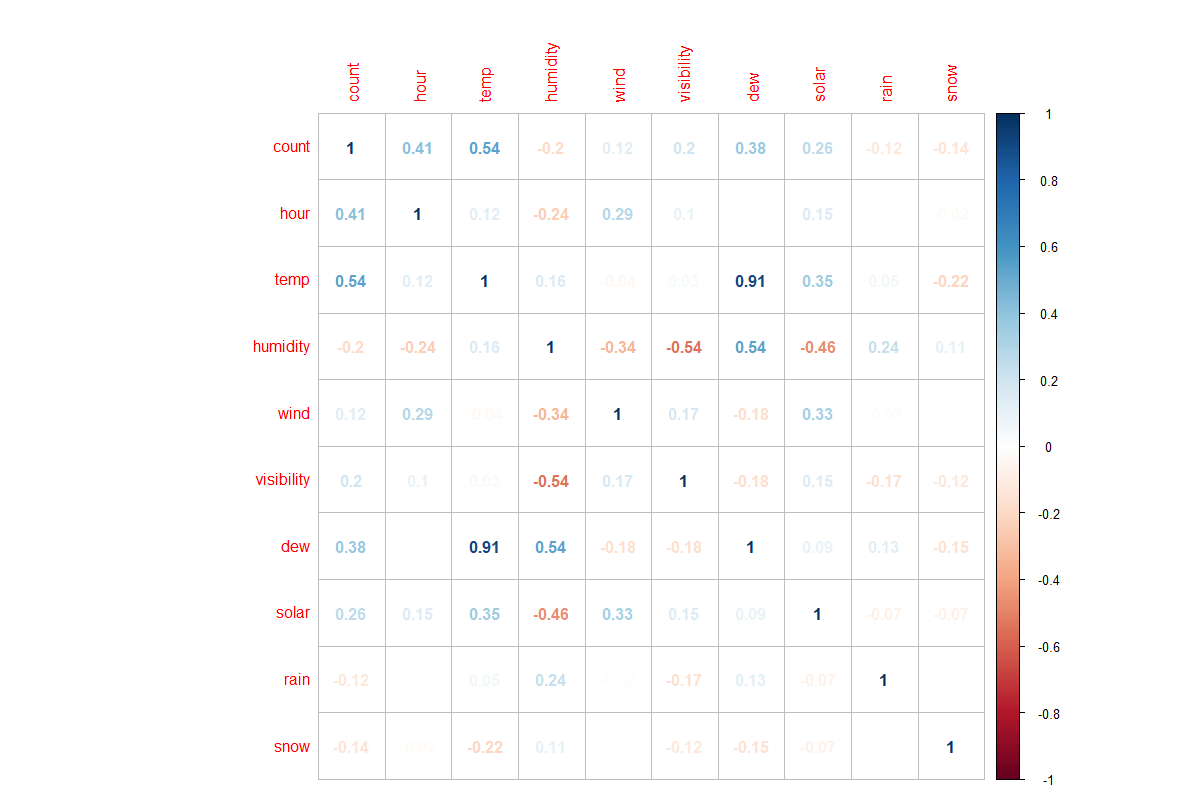 count hour temp humidity wind visibility dew solar rain snow
count 1 0.41 0.54 -0.2 0.12 0.2 0.38 0.26 -0.12 -0.14
hour 0.41 1 0.12 -0.24 0.29 0.1 0.15 -0.02
temp 0.54 0.12 1 0.16 -0.04 0.03 0.91 0.35 0.05 -0.22
humidity -0.2 -0.24 0.16 1 -0.34 -0.54 0.54 -0.46 0.24 0.11
wind 0.12 0.29 -0.04 -0.34 1 0.17 -0.18 0.33 -0.02
visibility 0.2 0.1 0.03 -0.54 0.17 1 -0.18 0.15 -0.17 -0.12
dew 0.38 0.91 0.54 -0.18 -0.18 1 0.09 0.13 -0.15
solar 0.26 0.15 0.35 -0.46 0.33 0.15 0.09 1 -0.07 -0.07
rain -0.12 0.05 0.24 -0.02 -0.17 0.13 -0.07 1
snow -0.14 -0.02 -0.22 0.11 -0.12 -0.15 -0.07 1
1
0.8
0.6
0.4
0.2
0
-0.2
-0.4
-0.6
-0.8
-1